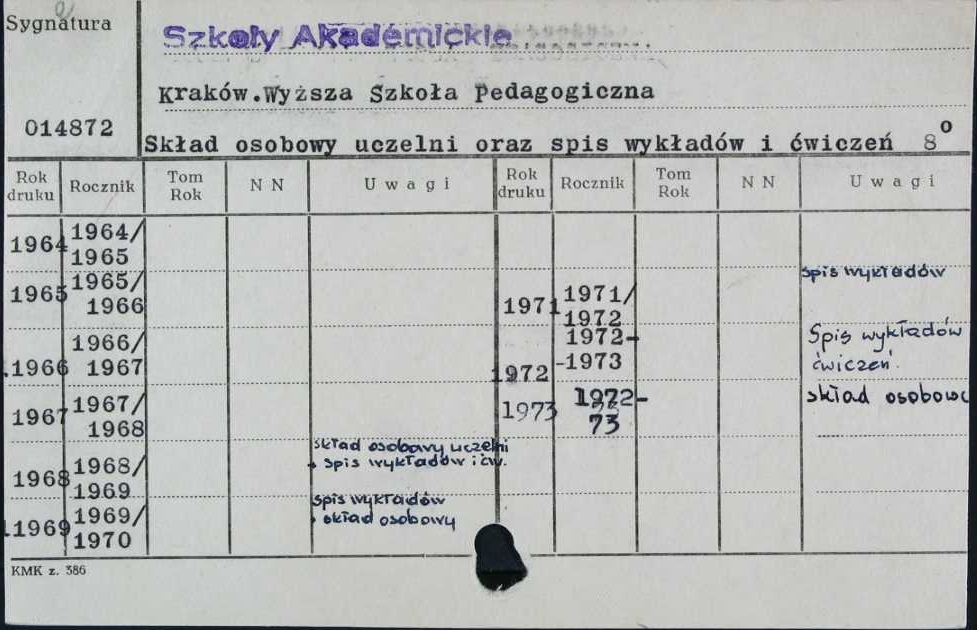 Sygnatura
Szkoły Akademickie
Kraków.Wyższa Szkoła Pedagogiczna
014872
Skład osobowy uczelni oraz spis wykładów i ćwiczeń 8°
Rok druku Rocznik Tom Rok N N Uwagi Rok druku Rocznik Tom Rok N N Uwagi
1964 1964/
1965
1965 1965/
1966
1966 1966/
1967
1967 1967/
1968
1968 1968/
1969
skład osobowy uczelni
+ spis wykładów i ćw.
1969 1969/
1970
spis wykładów
+ skład osobowy
1971 1971/
1972
spis wykładów
1972 1972-
-1973
Spis wykładów
ćwiczeń
1973 1972-
73
skład osobowy
KMK z. 386